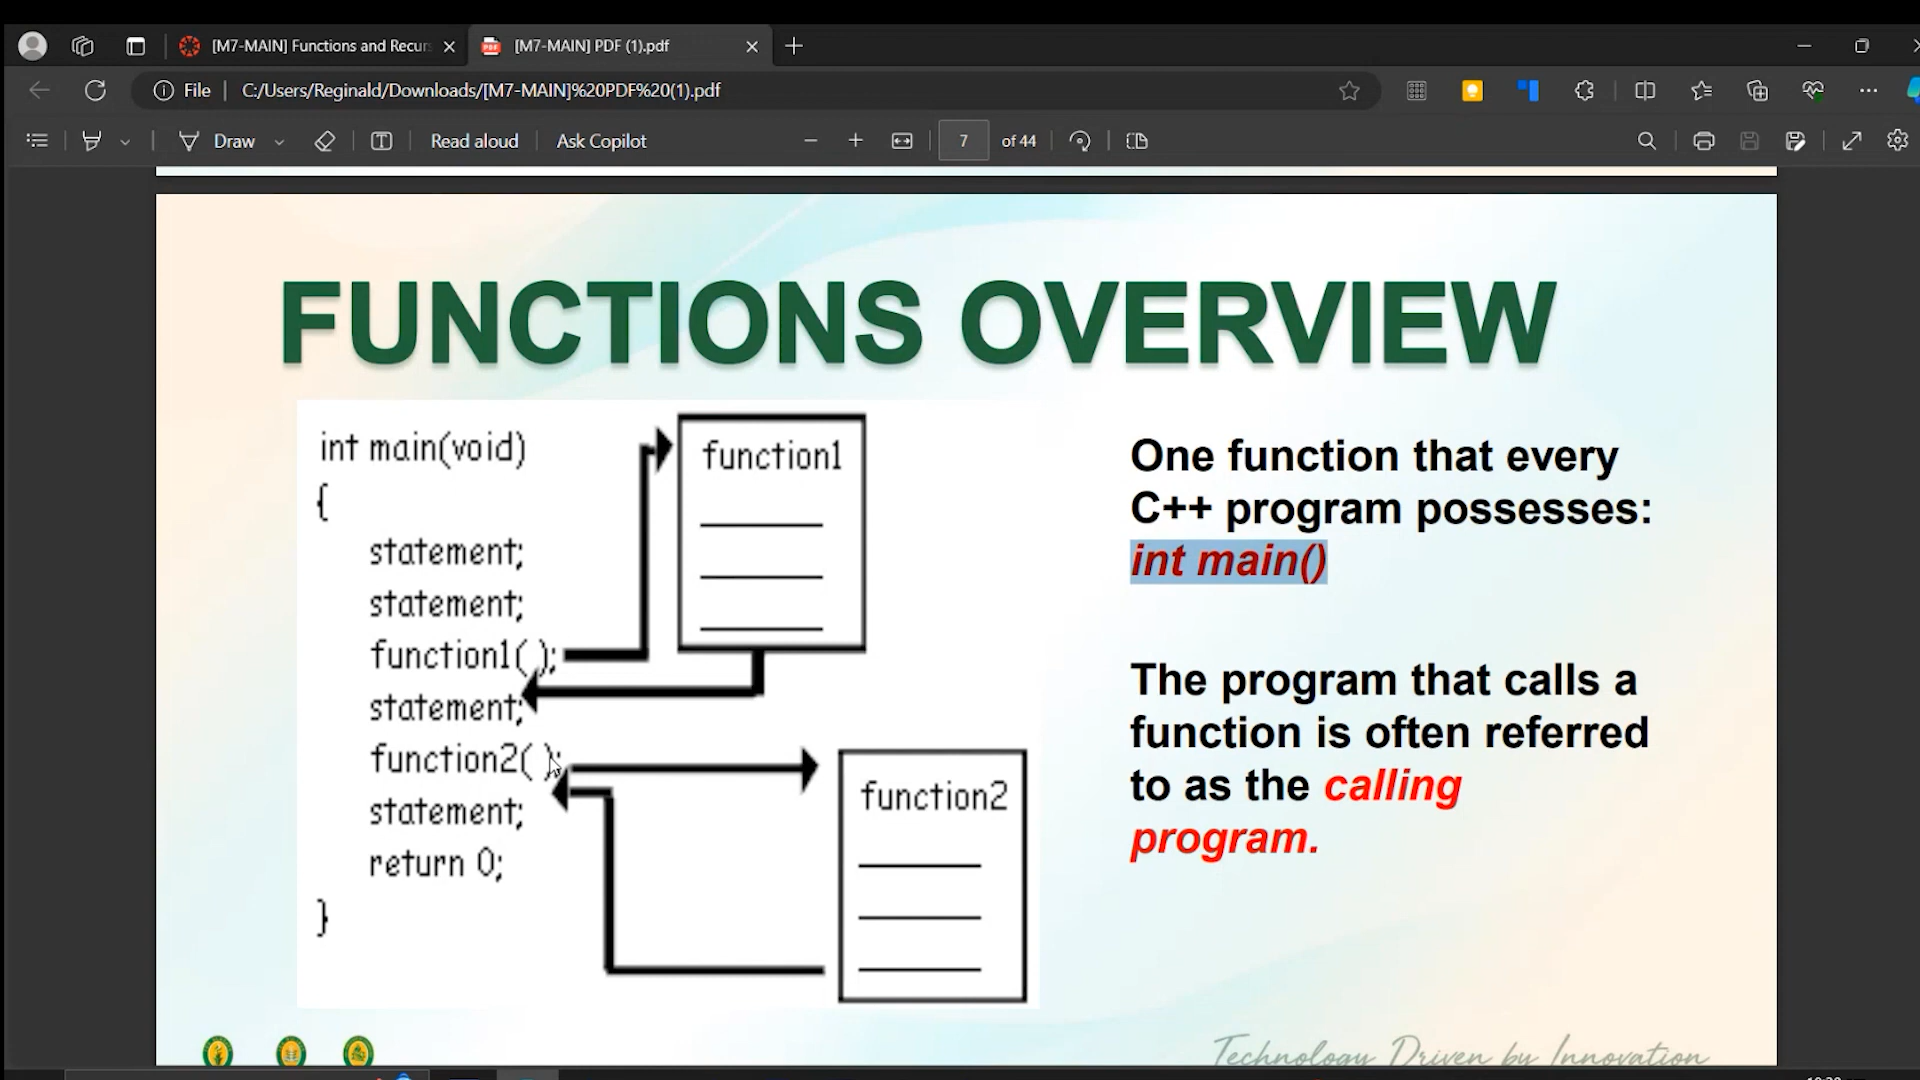 [M7-MAIN] Functions and Recur
[M7-MAIN] PDF (1).pdf
File
C:/Users/Reginald/Downloads/[M7-MAIN]%20PDF%20(1).pdf
Draw
Read aloud
Ask Copilot
7
of 44
FUNCTIONS OVERVIEW
int main(void)
{
statement;
statement;
function1( );
statement;
function2( );
statement;
return 0;
}
function1
function2
One function that every
C++ program possesses:
int main()
The program that calls a
function is often referred
to as the calling
program.
Technology Driven by Innovation